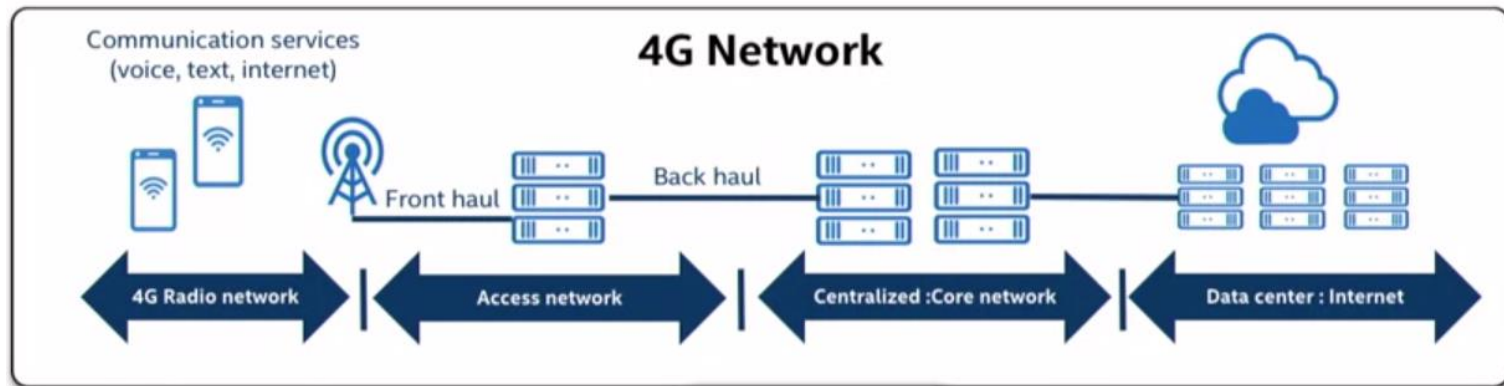 4G Network
Communication services
(voice, text, internet)
Front haul
Back haul
4G Radio network
Access network
Centralized :Core network
Data center : Internet